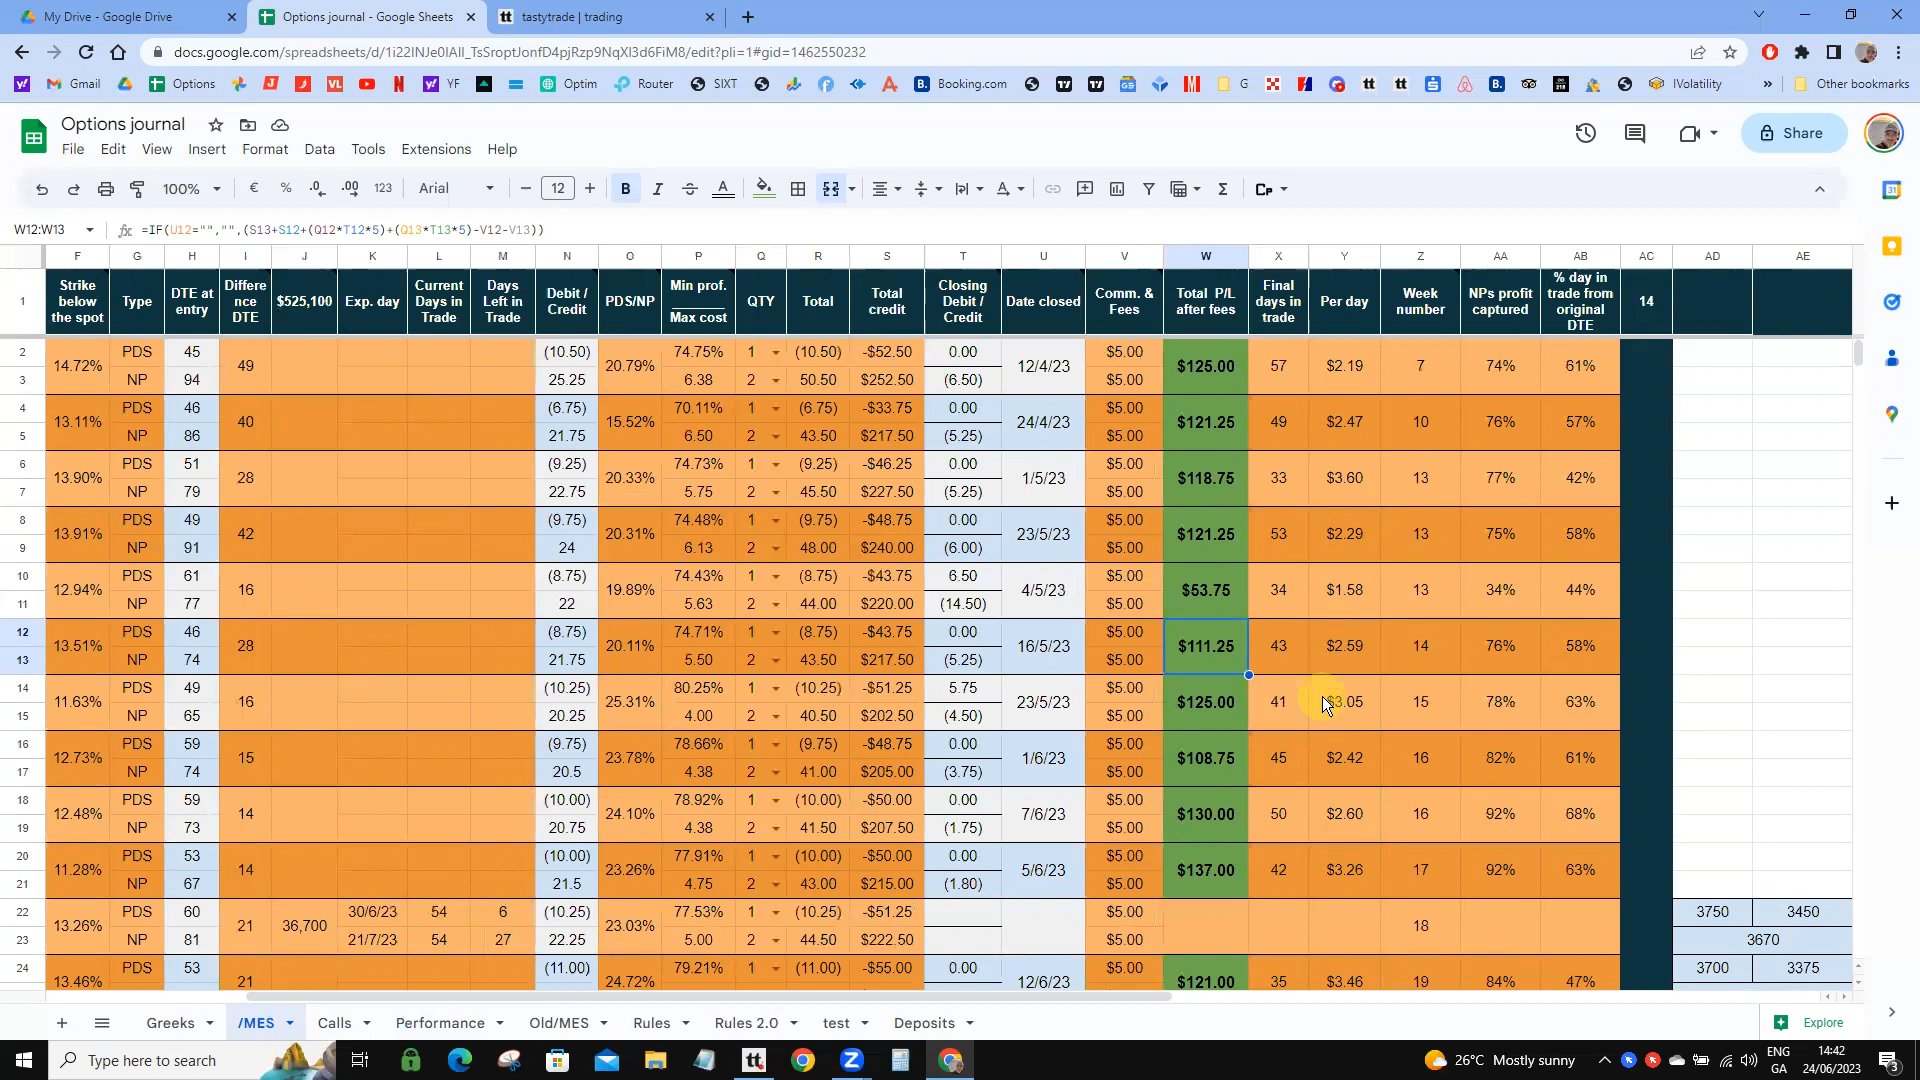 My Drive - Google Drive
Options journal - Google Sheets
tastytrade | trading
docs.google.com/spreadsheets/d/1i22INJe0IAll_TsSroptJonfD4pjRzp9NqXl3d6FiM8/edit?pli=1#gid=1462550232
Gmail Options VL YF Optim Router SIXT Booking.com G IVolatility Other bookmarks
Options journal
File Edit View Insert Format Data Tools Extensions Help
Share
100% € % .0 .00 123 Arial 12 B I A Σ
W12:W13 fx =IF(U12="","",(S13+S12+(Q12*T12*5)+(Q13*T13*5)-V12-V13))
F G H I J K L M N O P Q R S T U V W X Y Z AA AB AC AD AE
1 Strike below the spot Type DTE at entry Difference DTE $525,100 Exp. day Current Days in Trade Days Left in Trade Debit / Credit PDS/NP Min prof. Max cost QTY Total Total credit Closing Debit / Credit Date closed Comm. & Fees Total P/L after fees Final days in trade Per day Week number NPs profit captured % day in trade from original DTE 14
2 14.72% PDS 45 49 (10.50) 20.79% 74.75% 1 (10.50) -$52.50 0.00 12/4/23 $5.00 $125.00 57 $2.19 7 74% 61%
3 NP 94 25.25 6.38 2 50.50 $252.50 (6.50) $5.00
4 13.11% PDS 46 40 (6.75) 15.52% 70.11% 1 (6.75) -$33.75 0.00 24/4/23 $5.00 $121.25 49 $2.47 10 76% 57%
5 NP 86 21.75 6.50 2 43.50 $217.50 (5.25) $5.00
6 13.90% PDS 51 28 (9.25) 20.33% 74.73% 1 (9.25) -$46.25 0.00 1/5/23 $5.00 $118.75 33 $3.60 13 77% 42%
7 NP 79 22.75 5.75 2 45.50 $227.50 (5.25) $5.00
8 13.91% PDS 49 42 (9.75) 20.31% 74.48% 1 (9.75) -$48.75 0.00 23/5/23 $5.00 $121.25 53 $2.29 13 75% 58%
9 NP 91 24 6.13 2 48.00 $240.00 (6.00) $5.00
10 12.94% PDS 61 16 (8.75) 19.89% 74.43% 1 (8.75) -$43.75 6.50 4/5/23 $5.00 $53.75 34 $1.58 13 34% 44%
11 NP 77 22 5.63 2 44.00 $220.00 (14.50) $5.00
12 13.51% PDS 46 28 (8.75) 20.11% 74.71% 1 (8.75) -$43.75 0.00 16/5/23 $5.00 $111.25 43 $2.59 14 76% 58%
13 NP 74 21.75 5.50 2 43.50 $217.50 (5.25) $5.00
14 11.63% PDS 49 16 (10.25) 25.31% 80.25% 1 (10.25) -$51.25 5.75 23/5/23 $5.00 $125.00 41 $3.05 15 78% 63%
15 NP 65 20.25 4.00 2 40.50 $202.50 (4.50) $5.00
16 12.73% PDS 59 15 (9.75) 23.78% 78.66% 1 (9.75) -$48.75 0.00 1/6/23 $5.00 $108.75 45 $2.42 16 82% 61%
17 NP 74 20.5 4.38 2 41.00 $205.00 (3.75) $5.00
18 12.48% PDS 59 14 (10.00) 24.10% 78.92% 1 (10.00) -$50.00 0.00 7/6/23 $5.00 $130.00 50 $2.60 16 92% 68%
19 NP 73 20.75 4.38 2 41.50 $207.50 (1.75) $5.00
20 11.28% PDS 53 14 (10.00) 23.26% 77.91% 1 (10.00) -$50.00 0.00 5/6/23 $5.00 $137.00 42 $3.26 17 92% 63%
21 NP 67 21.5 4.75 2 43.00 $215.00 (1.80) $5.00
22 13.26% PDS 60 21 36,700 30/6/23 54 6 (10.25) 23.03% 77.53% 1 (10.25) -$51.25 $5.00 18 3750 3450
23 NP 81 21/7/23 54 27 22.25 5.00 2 44.50 $222.50 $5.00 3670
24 13.46% PDS 53 21 (11.00) 24.72% 79.21% 1 (11.00) -$55.00 0.00 12/6/23 $5.00 $121.00 35 $3.46 19 84% 47% 3700 3375
Greeks /MES Calls Performance Old/MES Rules Rules 2.0 test Deposits Explore
Type here to search
26°C Mostly sunny
ENG
GA
14:42
24/06/2023
3